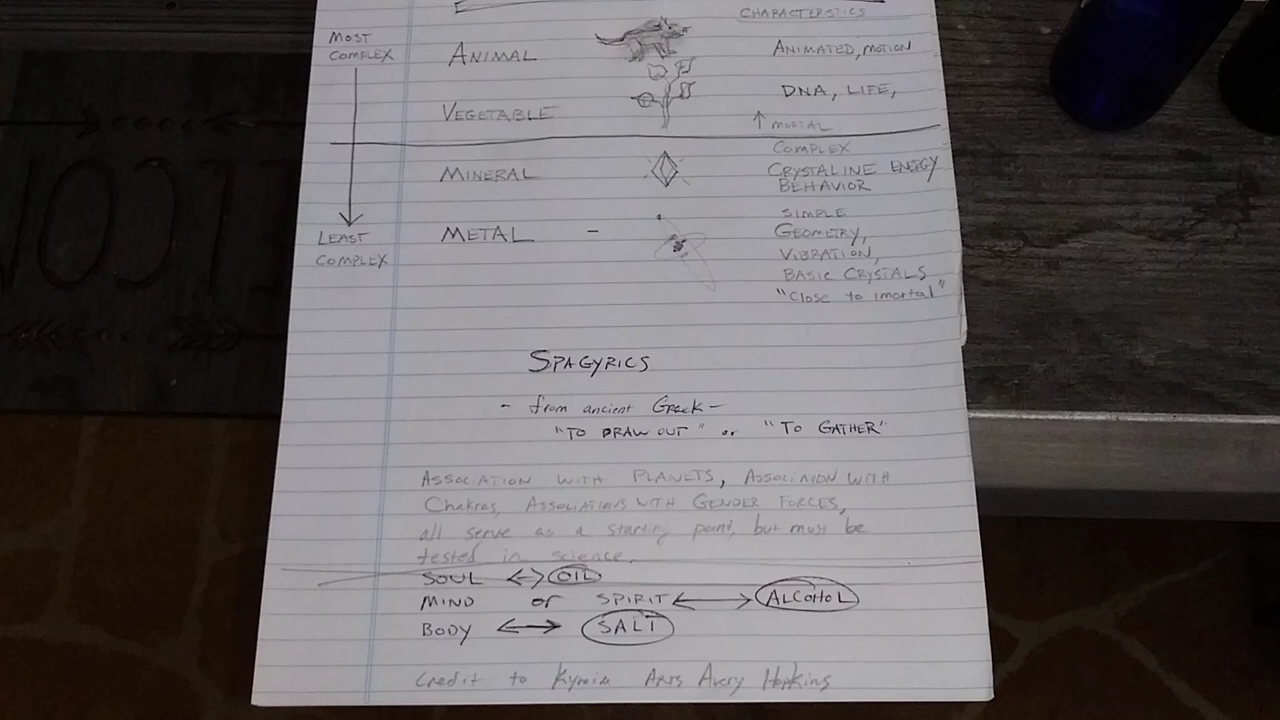 CHARACTERISTICS
MOST COMPLEX
ANIMAL
ANIMATED, MOTION
VEGETABLE
DNA, LIFE,
↑ MORTAL
MINERAL
COMPLEX
CRYSTALINE ENERGY
BEHAVIOR
LEAST COMPLEX
METAL –
SIMPLE
GEOMETRY,
VIBRATION,
BASIC CRYSTALS
"Close to imortal"
SPAGYRICS
- from ancient Greek -
"TO DRAW OUT" or "TO GATHER"
ASSOCIATION WITH PLANETS, ASSOCIATION WITH
Chakras, ASSOCIATIONS WITH GENDER FORCES,
all serve as a starting point, but must be
tested in science.
SOUL <-> OIL
MIND or SPIRIT <-> ALCOHOL
BODY <-> SALT
Credit to Kymia Arts Avery Hopkins